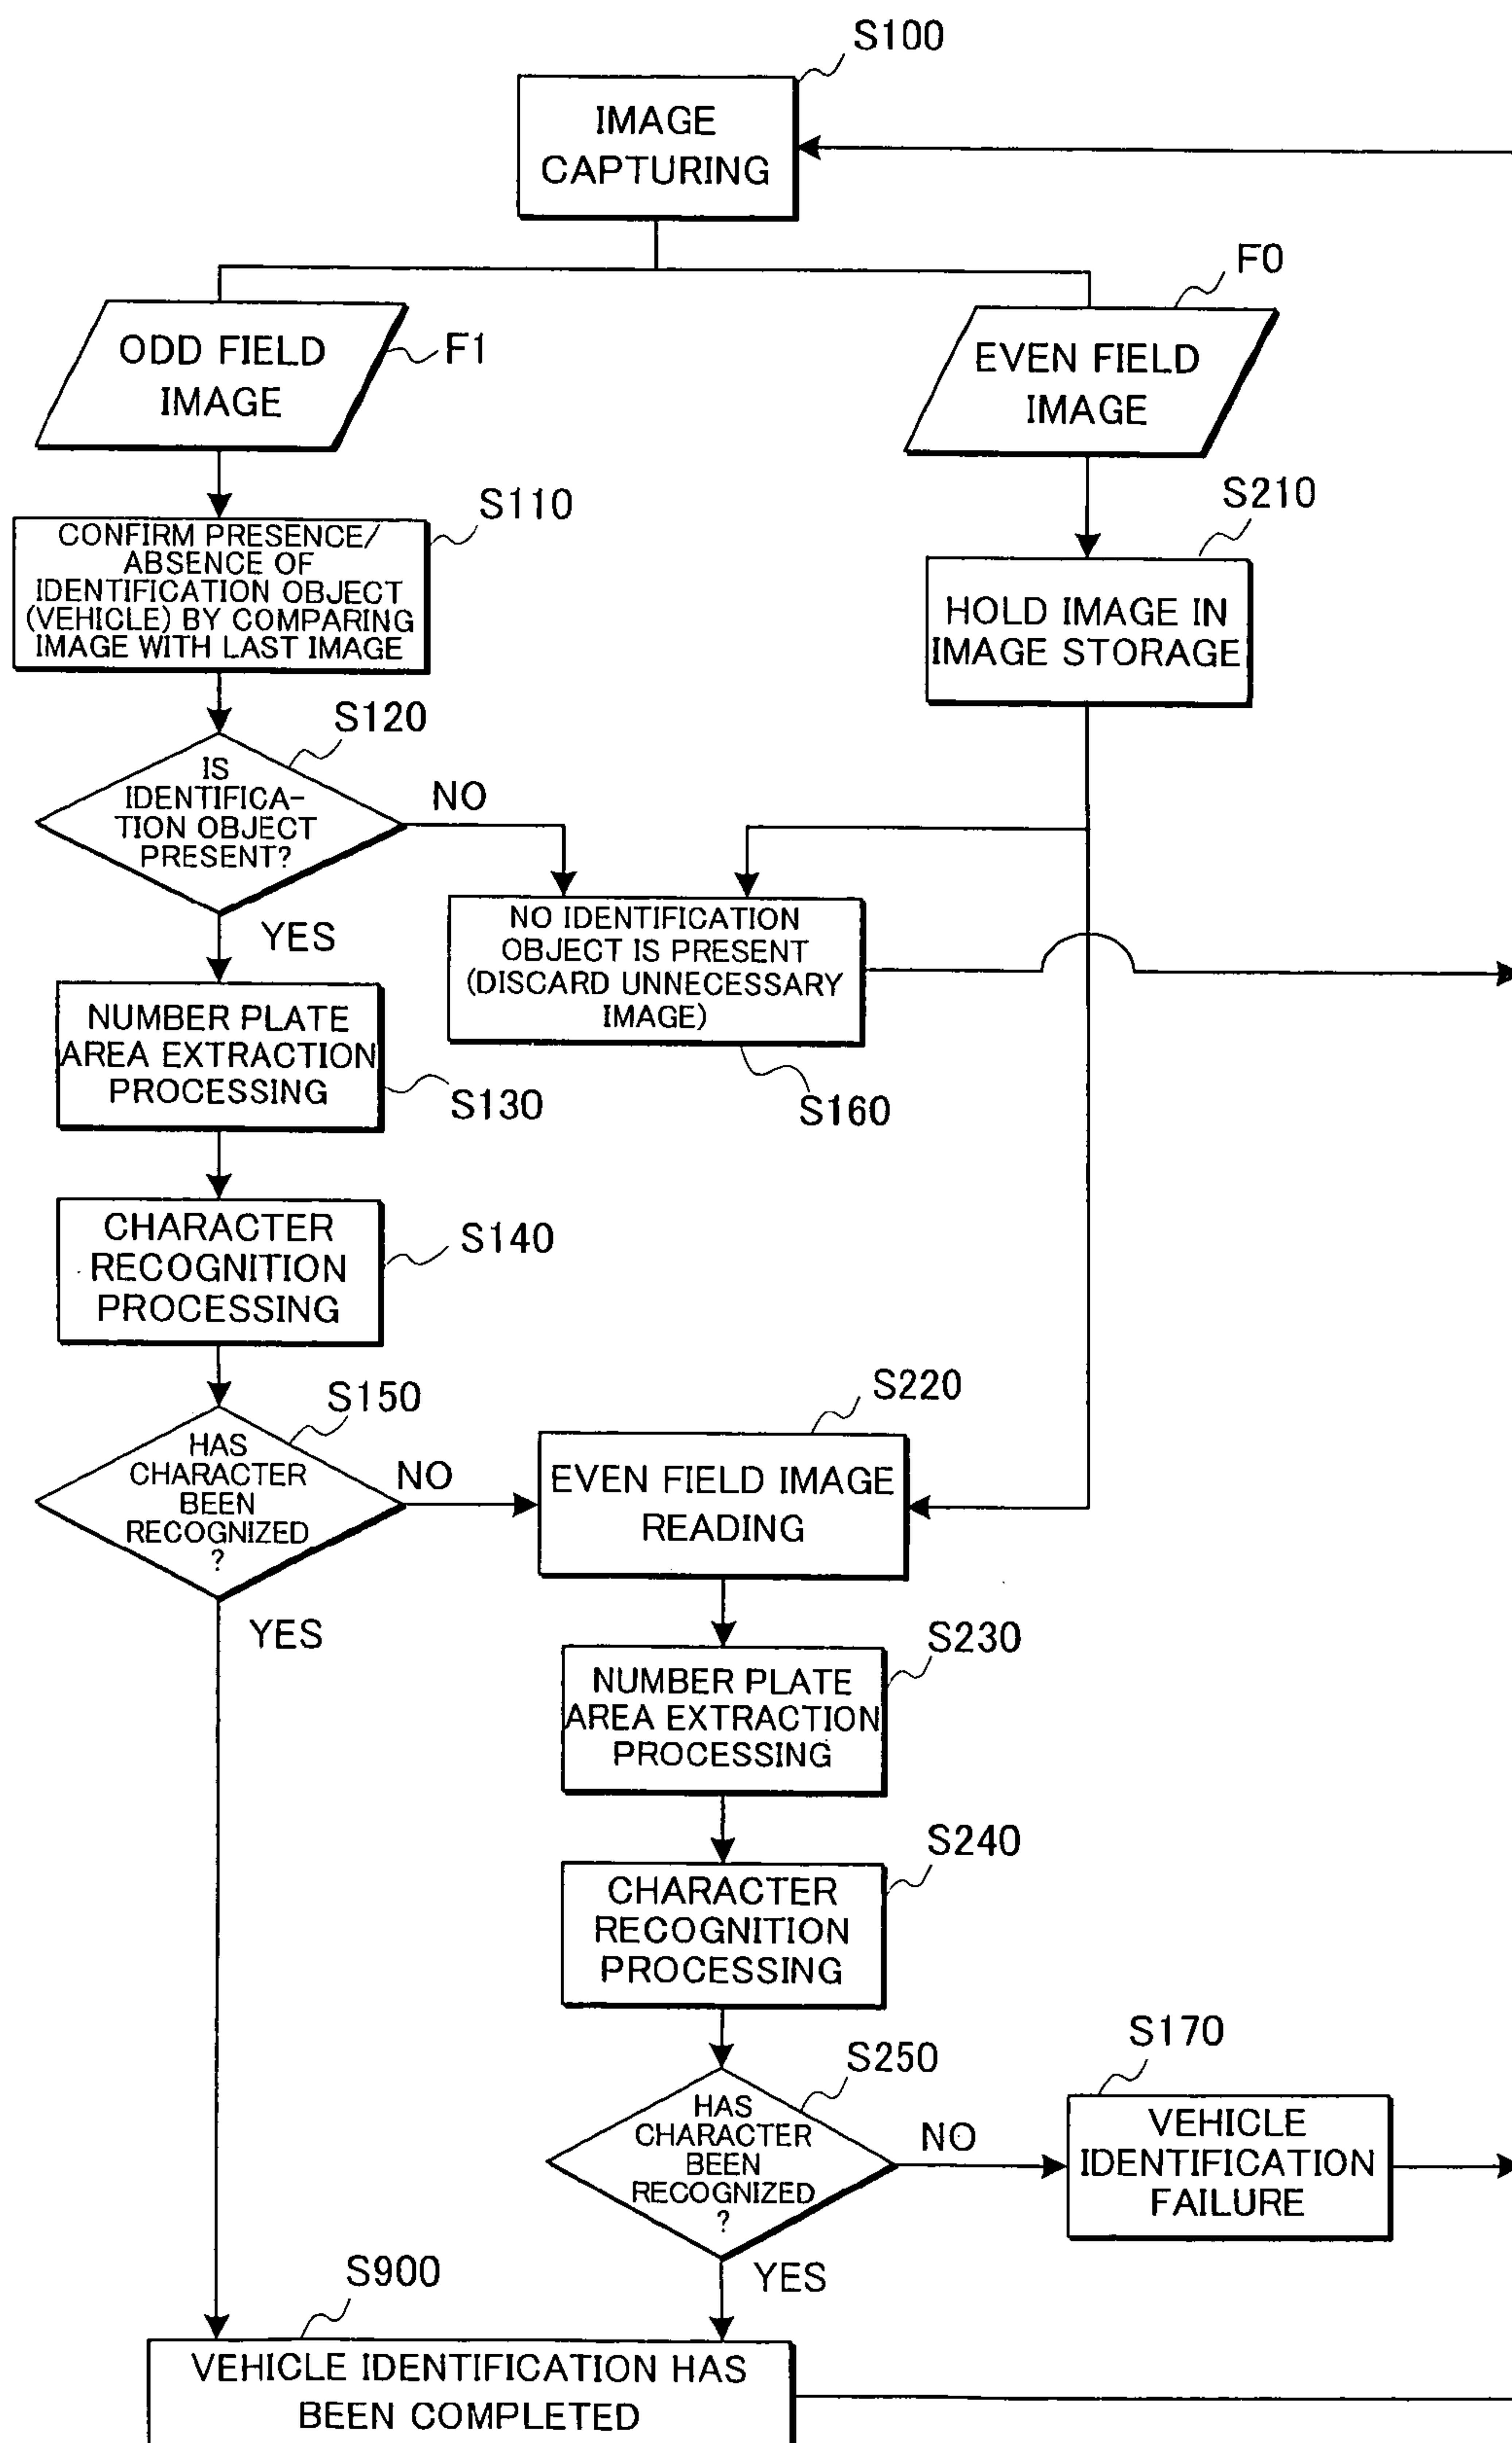 S100
IMAGE
CAPTURING
F0
ODD FIELD
IMAGE
F1
EVEN FIELD
IMAGE
S110
CONFIRM PRESENCE/
ABSENCE OF
IDENTIFICATION OBJECT
(VEHICLE) BY COMPARING
IMAGE WITH LAST IMAGE
S210
HOLD IMAGE IN
IMAGE STORAGE
S120
IS
IDENTIFICA-
TION OBJECT
PRESENT?
NO
YES
NO IDENTIFICATION
OBJECT IS PRESENT
(DISCARD UNNECESSARY
IMAGE)
S160
NUMBER PLATE
AREA EXTRACTION
PROCESSING
S130
CHARACTER
RECOGNITION
PROCESSING
S140
S150
HAS
CHARACTER
BEEN
RECOGNIZED
?
NO
YES
S220
EVEN FIELD IMAGE
READING
S230
NUMBER PLATE
AREA EXTRACTION
PROCESSING
S240
CHARACTER
RECOGNITION
PROCESSING
S250
HAS
CHARACTER
BEEN
RECOGNIZED
?
NO
YES
S170
VEHICLE
IDENTIFICATION
FAILURE
S900
VEHICLE IDENTIFICATION HAS
BEEN COMPLETED